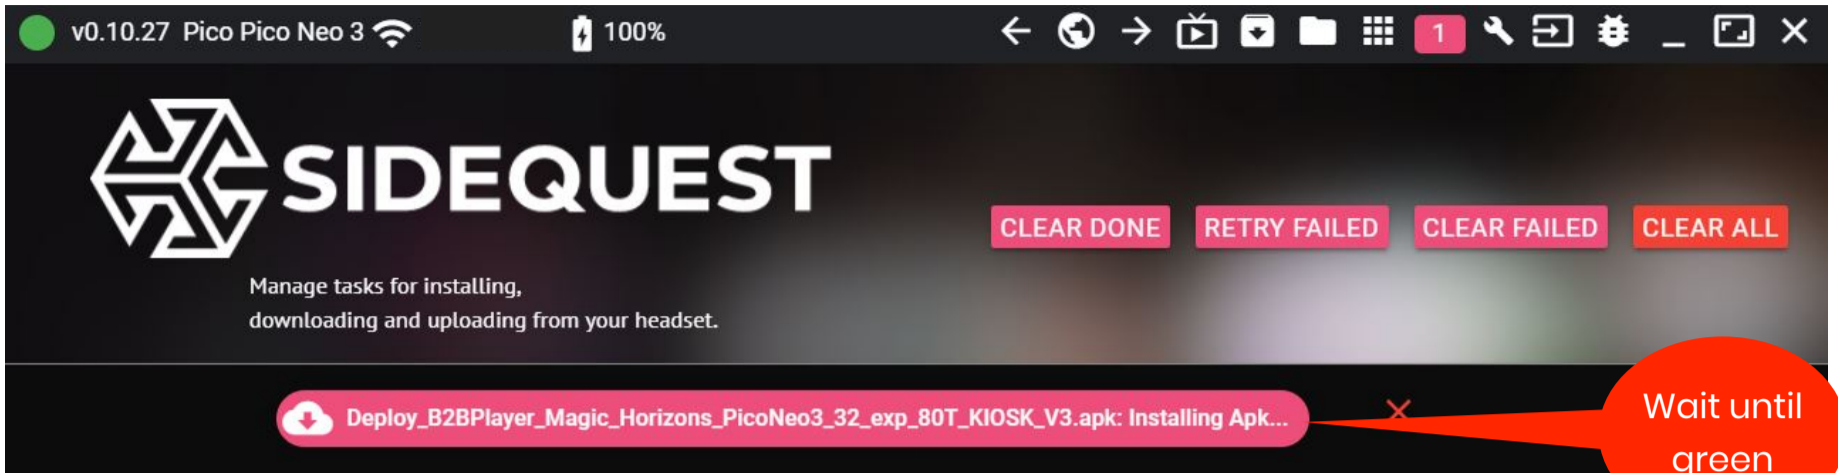 v0.10.27 Pico Pico Neo 3
100%
1
SIDEQUEST
CLEAR DONE
RETRY FAILED
CLEAR FAILED
CLEAR ALL
Manage tasks for installing,
downloading and uploading from your headset.
Deploy_B2BPlayer_Magic_Horizons_PicoNeo3_32_exp_80T_KIOSK_V3.apk: Installing Apk...
Wait until
green